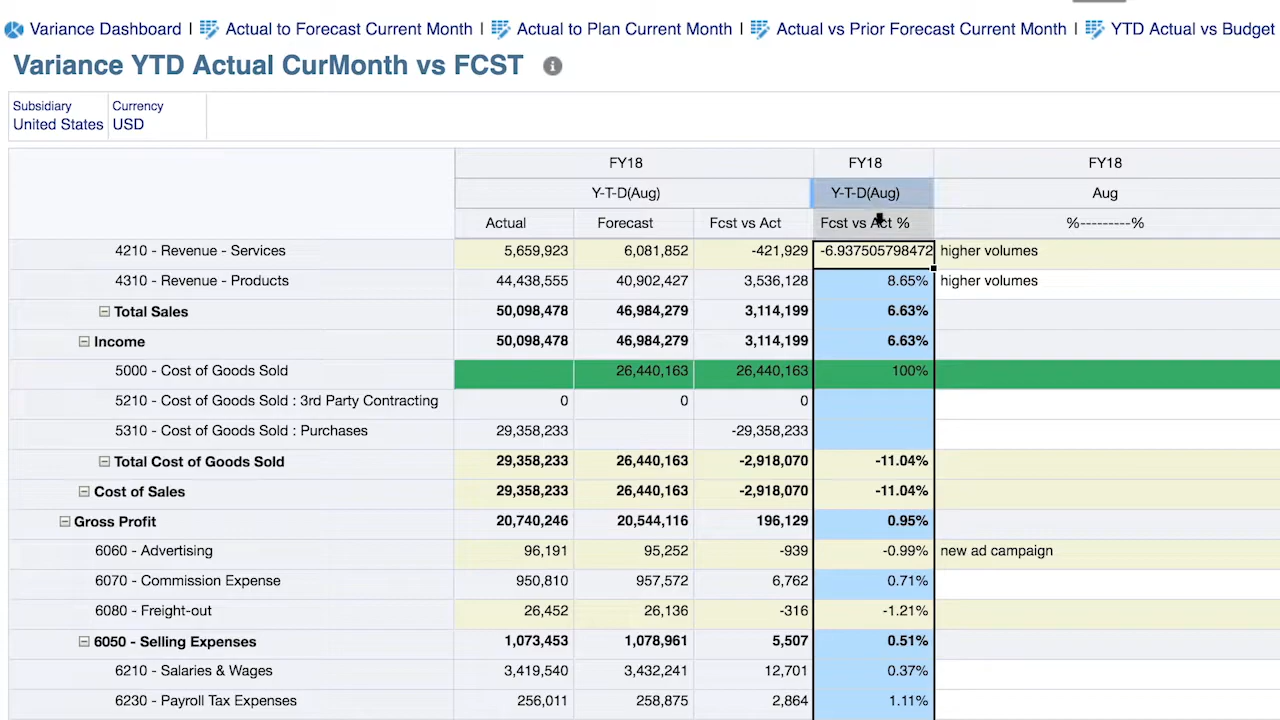 Variance Dashboard | Actual to Forecast Current Month | Actual to Plan Current Month | Actual vs Prior Forecast Current Month | YTD Actual vs Budget
Variance YTD Actual CurMonth vs FCST i
Subsidiary Currency
United States USD
FY18 FY18 FY18
Y-T-D(Aug) Y-T-D(Aug) Aug
Actual Forecast Fcst vs Act Fcst vs Act % %---------%
4210 - Revenue - Services 5,659,923 6,081,852 -421,929 -6.937505798472 higher volumes
4310 - Revenue - Products 44,438,555 40,902,427 3,536,128 8.65% higher volumes
Total Sales 50,098,478 46,984,279 3,114,199 6.63%
Income 50,098,478 46,984,279 3,114,199 6.63%
5000 - Cost of Goods Sold 26,440,163 26,440,163 100%
5210 - Cost of Goods Sold : 3rd Party Contracting 0 0 0
5310 - Cost of Goods Sold : Purchases 29,358,233 -29,358,233
Total Cost of Goods Sold 29,358,233 26,440,163 -2,918,070 -11.04%
Cost of Sales 29,358,233 26,440,163 -2,918,070 -11.04%
Gross Profit 20,740,246 20,544,116 196,129 0.95%
6060 - Advertising 96,191 95,252 -939 -0.99% new ad campaign
6070 - Commission Expense 950,810 957,572 6,762 0.71%
6080 - Freight-out 26,452 26,136 -316 -1.21%
6050 - Selling Expenses 1,073,453 1,078,961 5,507 0.51%
6210 - Salaries & Wages 3,419,540 3,432,241 12,701 0.37%
6230 - Payroll Tax Expenses 256,011 258,875 2,864 1.11%